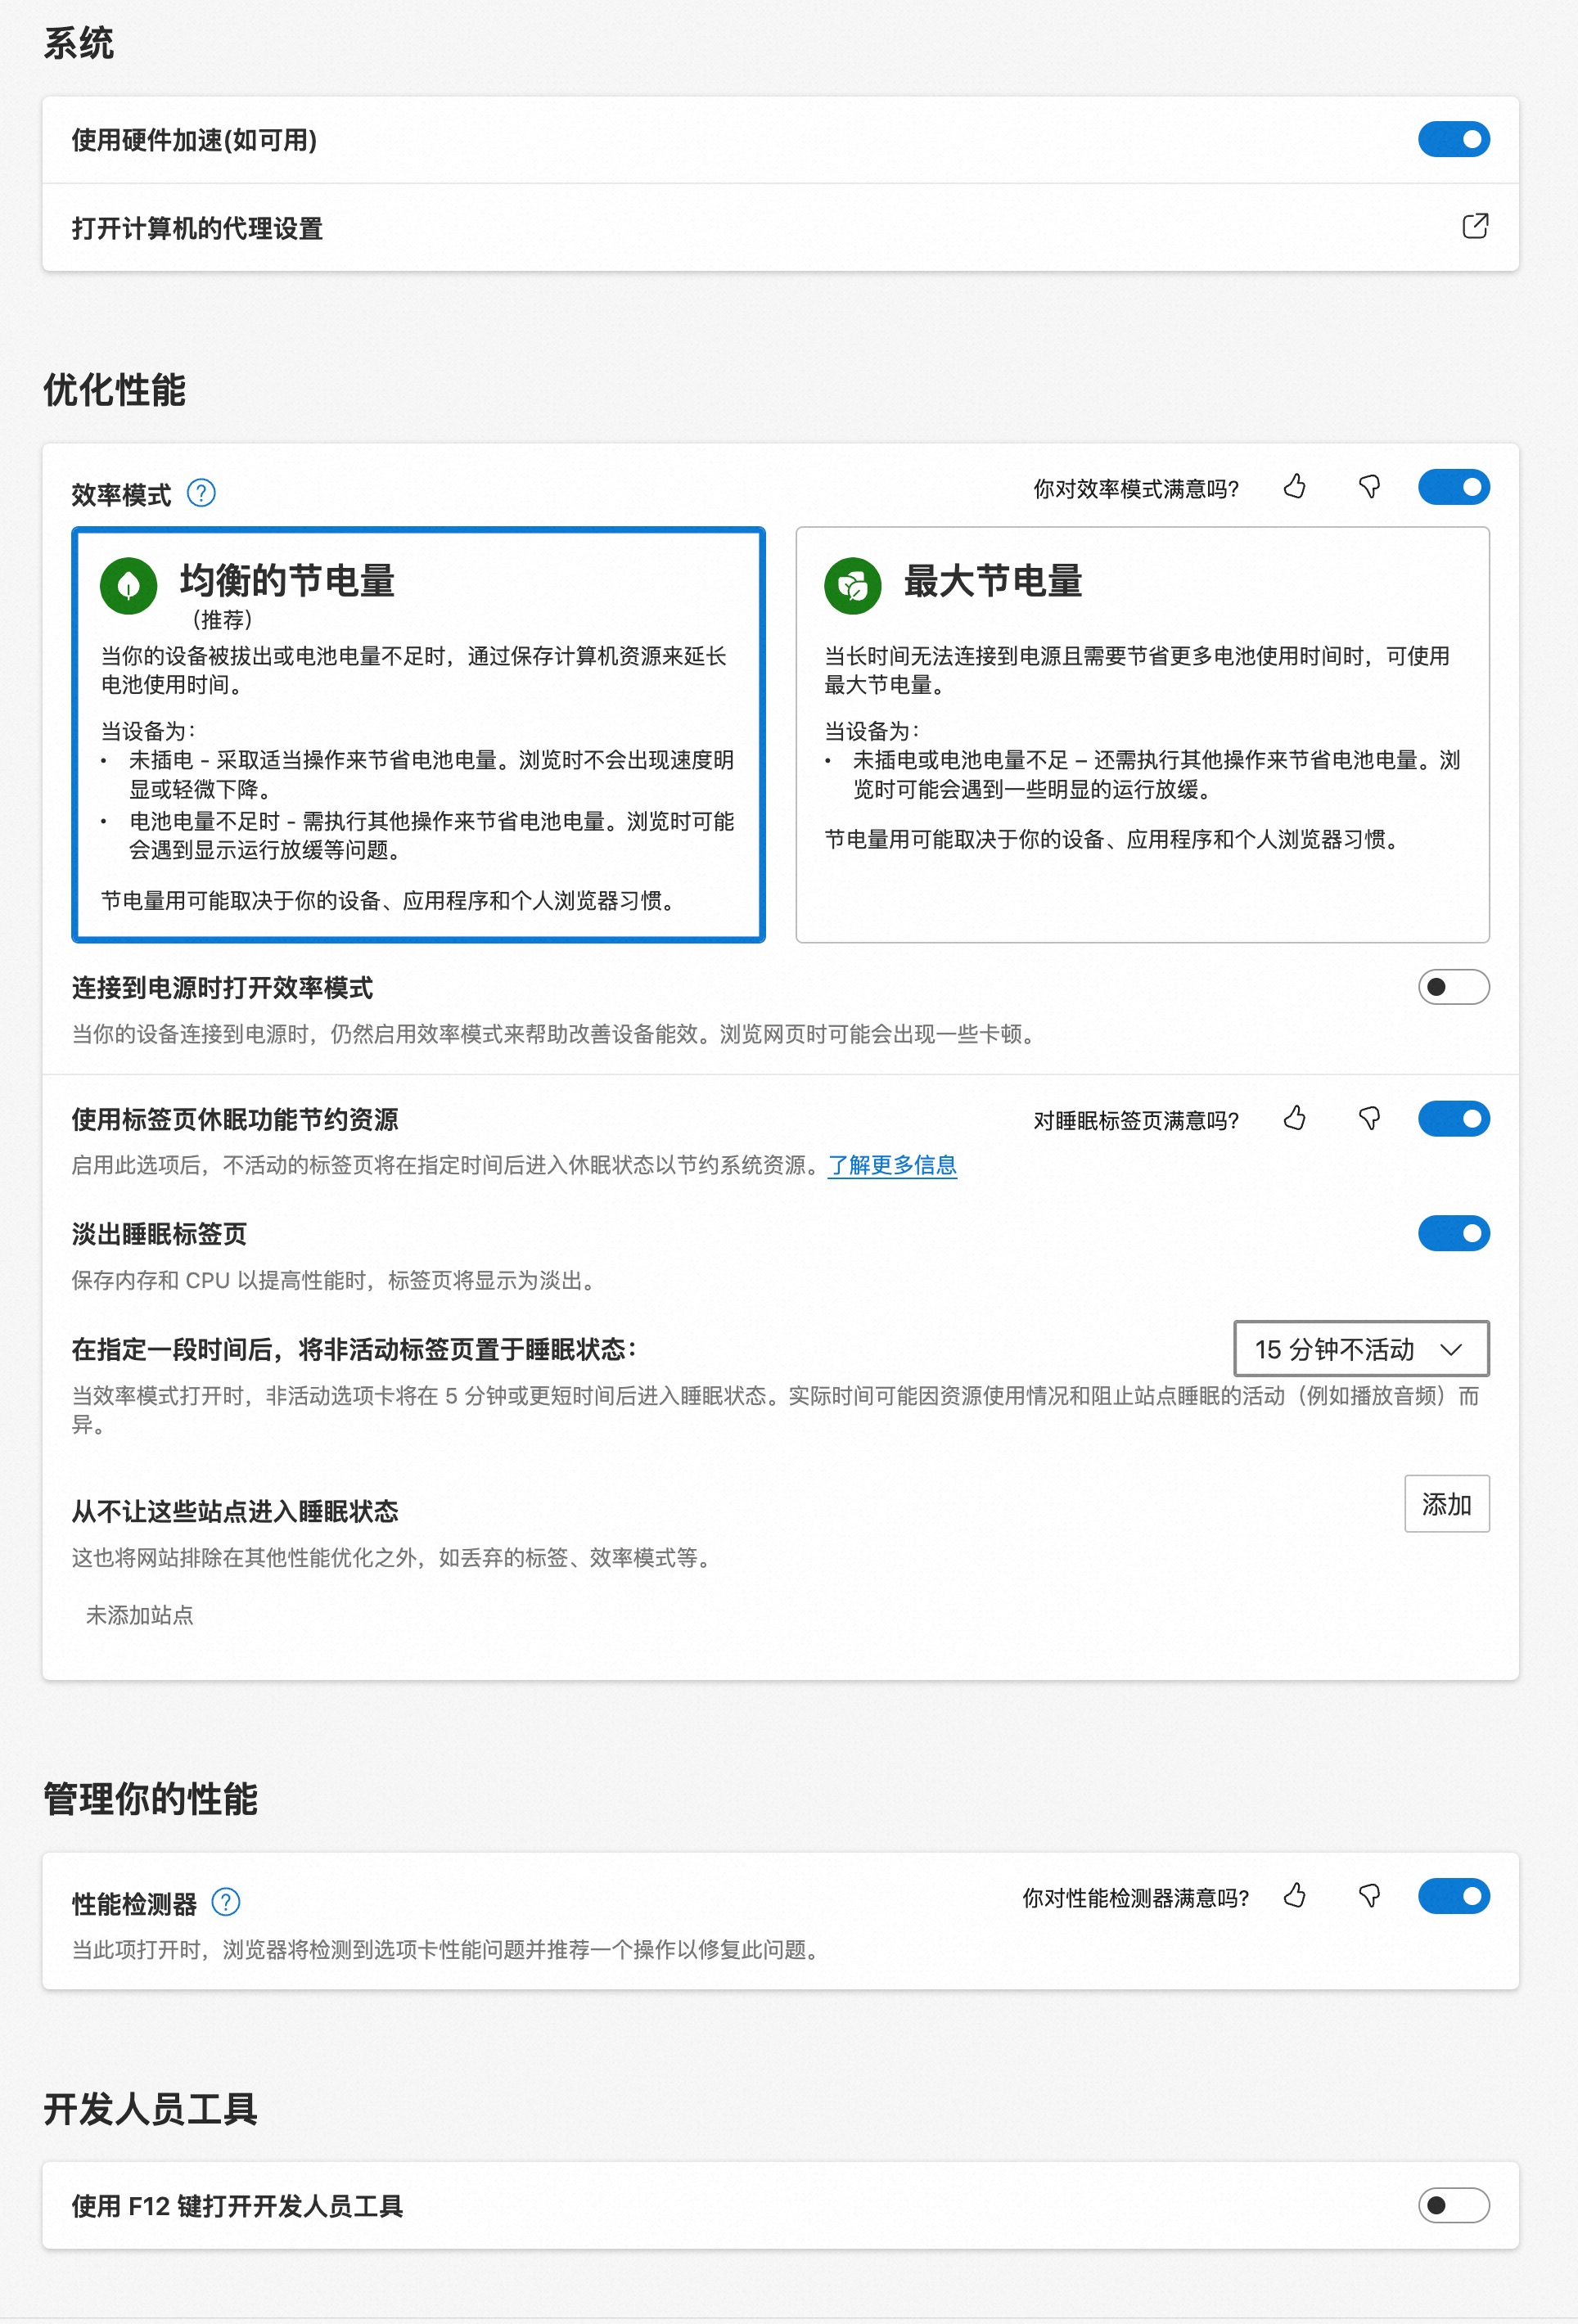 系统
使用硬件加速(如可用)
打开计算机的代理设置
优化性能
效率模式
你对效率模式满意吗?
均衡的节电量
（推荐）
当你的设备被拔出或电池电量不足时，通过保存计算机资源来延长
电池使用时间。
当设备为：
• 未插电 - 采取适当操作来节省电池电量。浏览时不会出现速度明
显或轻微下降。
• 电池电量不足时 - 需执行其他操作来节省电池电量。浏览时可能
会遇到显示运行放缓等问题。
节电量用可能取决于你的设备、应用程序和个人浏览器习惯。
最大节电量
当长时间无法连接到电源且需要节省更多电池使用时间时，可使用
最大节电量。
当设备为：
• 未插电或电池电量不足 – 还需执行其他操作来节省电池电量。浏
览时可能会遇到一些明显的运行放缓。
节电量用可能取决于你的设备、应用程序和个人浏览器习惯。
连接到电源时打开效率模式
当你的设备连接到电源时，仍然启用效率模式来帮助改善设备能效。浏览网页时可能会出现一些卡顿。
使用标签页休眠功能节约资源
对睡眠标签页满意吗?
启用此选项后，不活动的标签页将在指定时间后进入休眠状态以节约系统资源。了解更多信息
淡出睡眠标签页
保存内存和 CPU 以提高性能时，标签页将显示为淡出。
在指定一段时间后，将非活动标签页置于睡眠状态：
15 分钟不活动
当效率模式打开时，非活动选项卡将在 5 分钟或更短时间后进入睡眠状态。实际时间可能因资源使用情况和阻止站点睡眠的活动（例如播放音频）而
异。
从不让这些站点进入睡眠状态
添加
这也将网站排除在其他性能优化之外，如丢弃的标签、效率模式等。
未添加站点
管理你的性能
性能检测器
你对性能检测器满意吗?
当此项打开时，浏览器将检测到选项卡性能问题并推荐一个操作以修复此问题。
开发人员工具
使用 F12 键打开开发人员工具